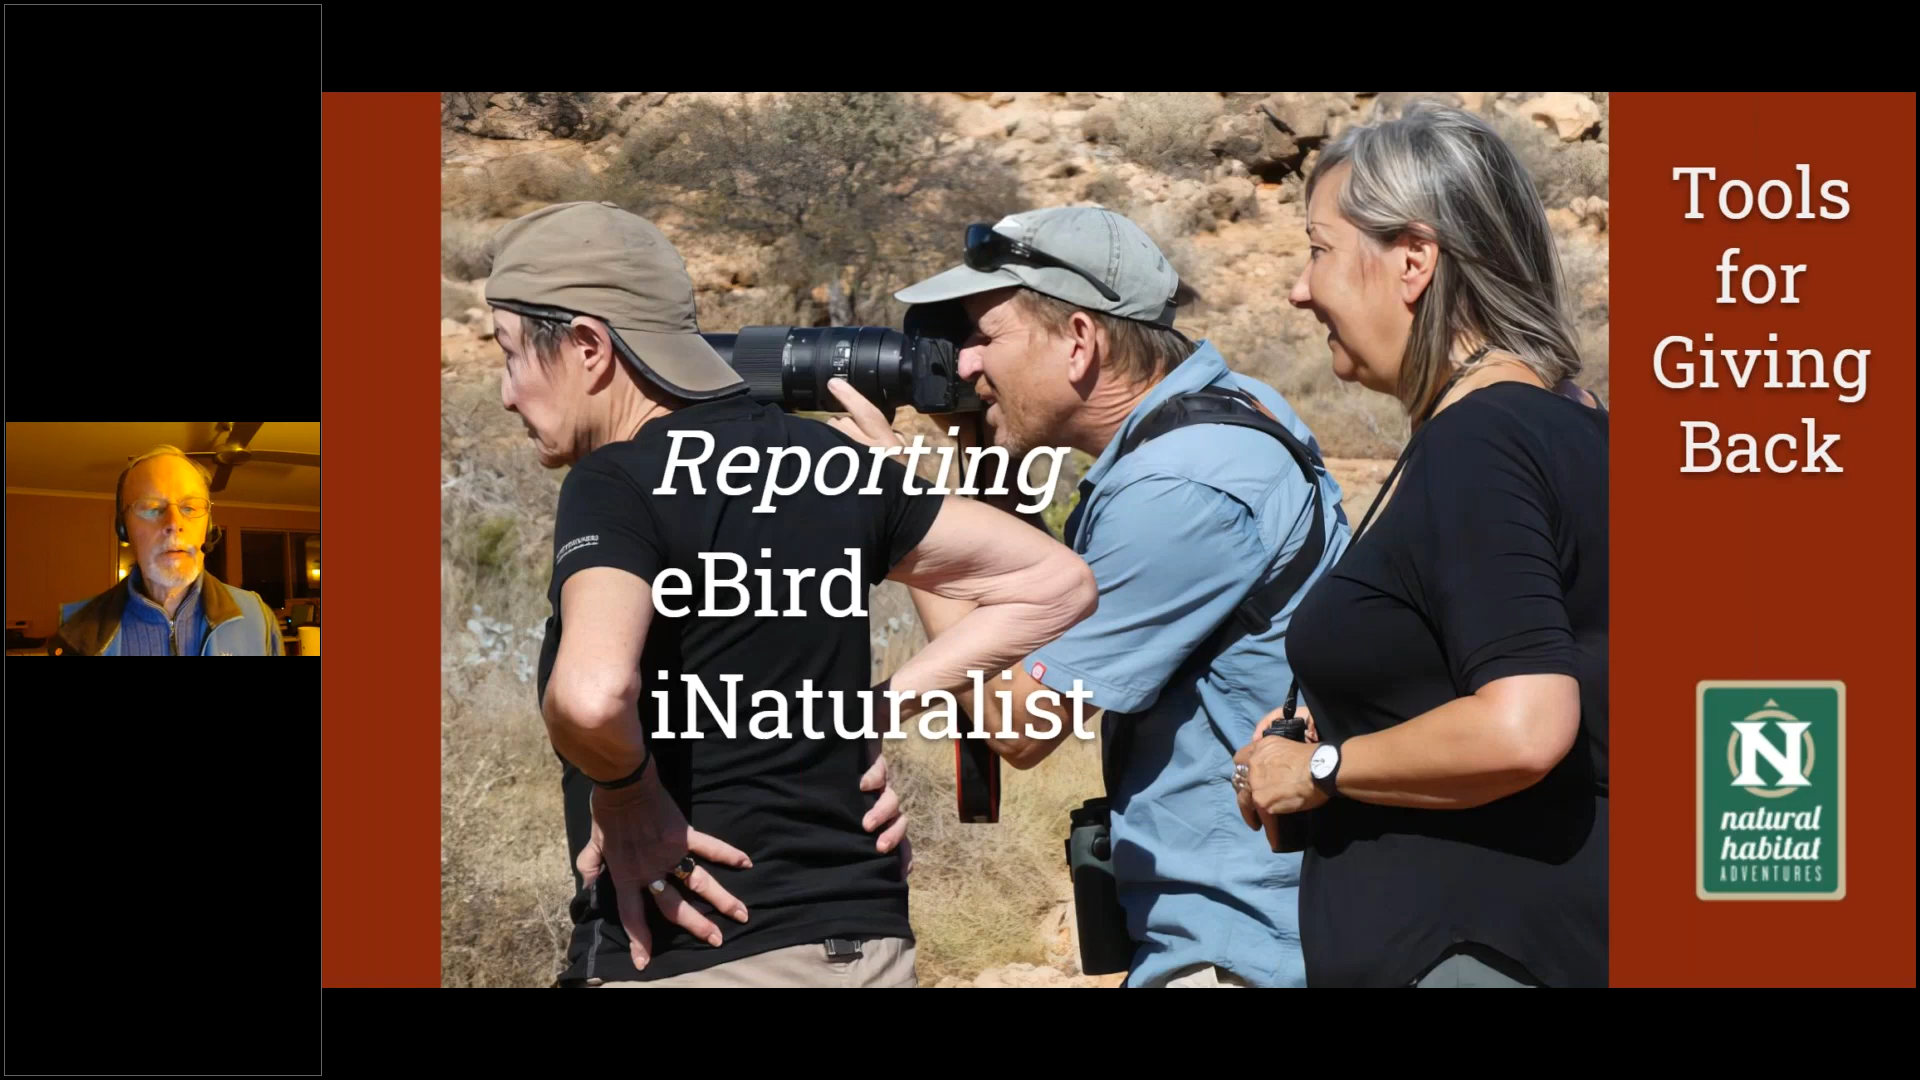 Tools
for
Giving
Back
Reporting
eBird
iNaturalist
N
natural
habitat
ADVENTURES